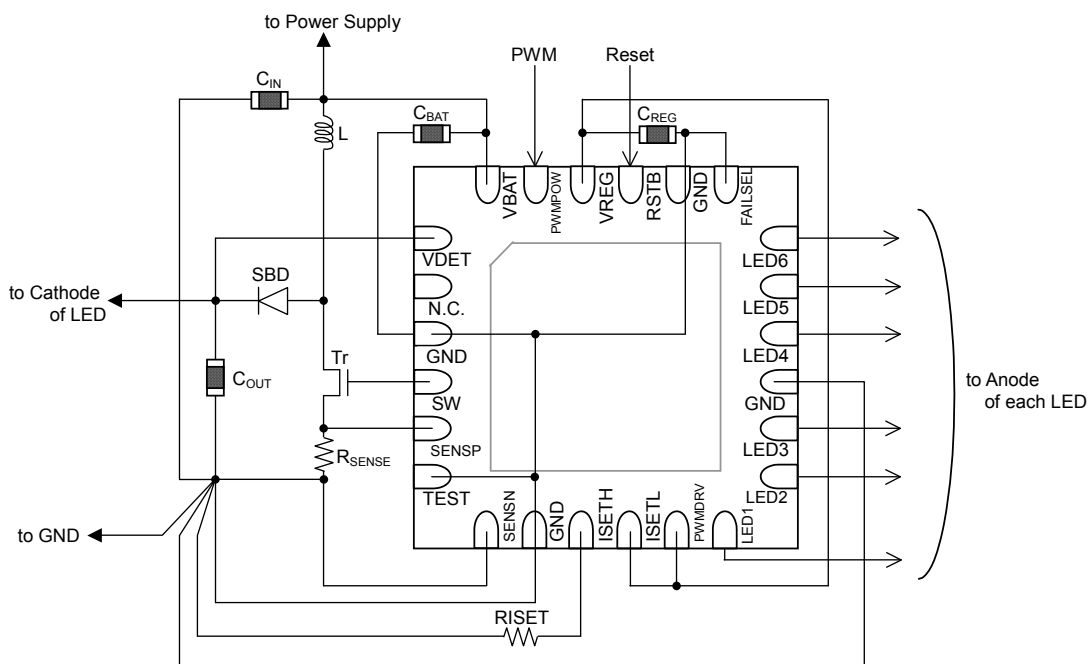 to Power Supply
PWM
Reset
CIN
CBAT
CREG
L
VBAT
PWMPOW
VREG
RSTB
GND
FAILSEL
VDET
LED6
SBD
to Cathode
of LED
N.C.
LED5
GND
LED4
Tr
COUT
SW
GND
to Anode
of each LED
SENSP
LED3
RSENSE
TEST
LED2
SENSN
GND
ISETH
ISETL
PWMDRV
LED1
to GND
RISET